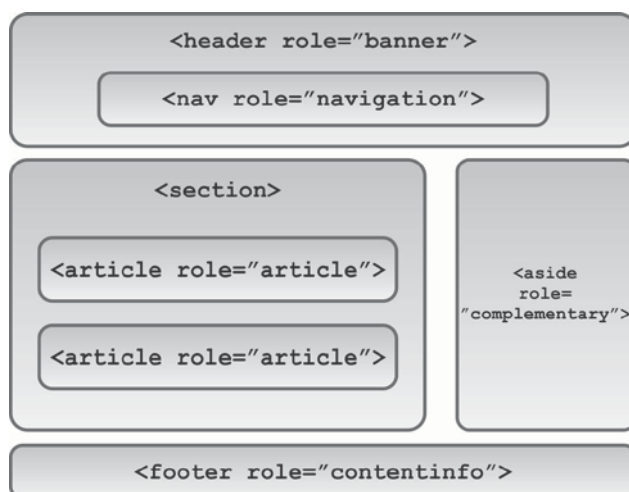 <header role=″banner″>
<nav role=″navigation″>
<section>
<article role=″article″>
<article role=″article″>
<aside
role=
″complementary″>
<footer role=″contentinfo″>